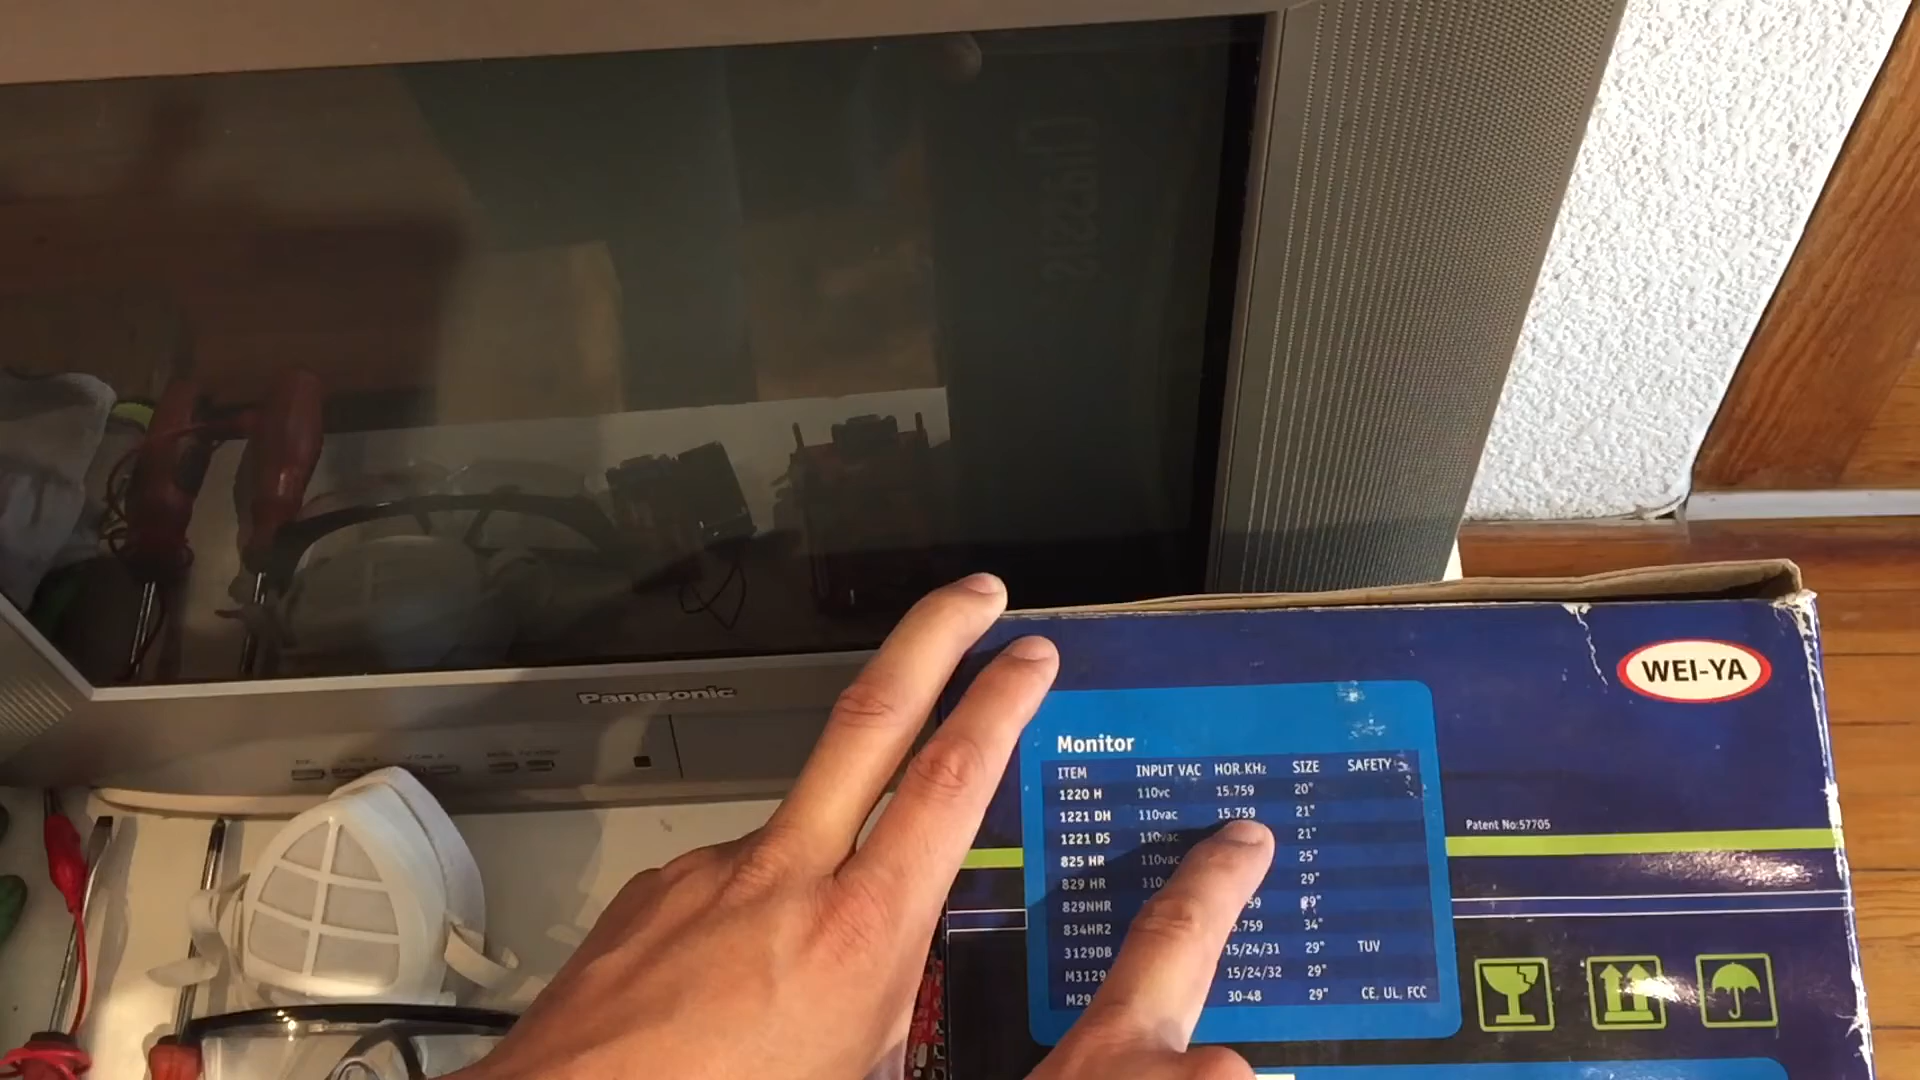 Panasonic
WEI-YA
Monitor
ITEM INPUT VAC HOR.KHz SIZE SAFETY
1220 H 110vc 15.759 20"
1221 DH 110vac 15.759 21"
1221 DS 110vac 21"
825 HR 110vac 25"
829 HR 29"
829NHR 29"
834HR2 34"
3129DB 15/24/31 29" TUV
15/24/32 29"
30-48 29" CE, UL, FCC
Patent No:57705